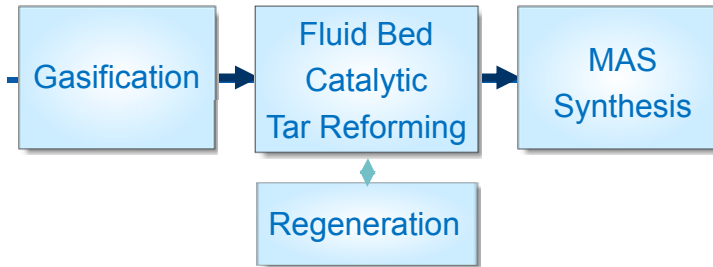 Gasification
Fluid Bed
Catalytic
Tar Reforming
MAS
Synthesis
Regeneration